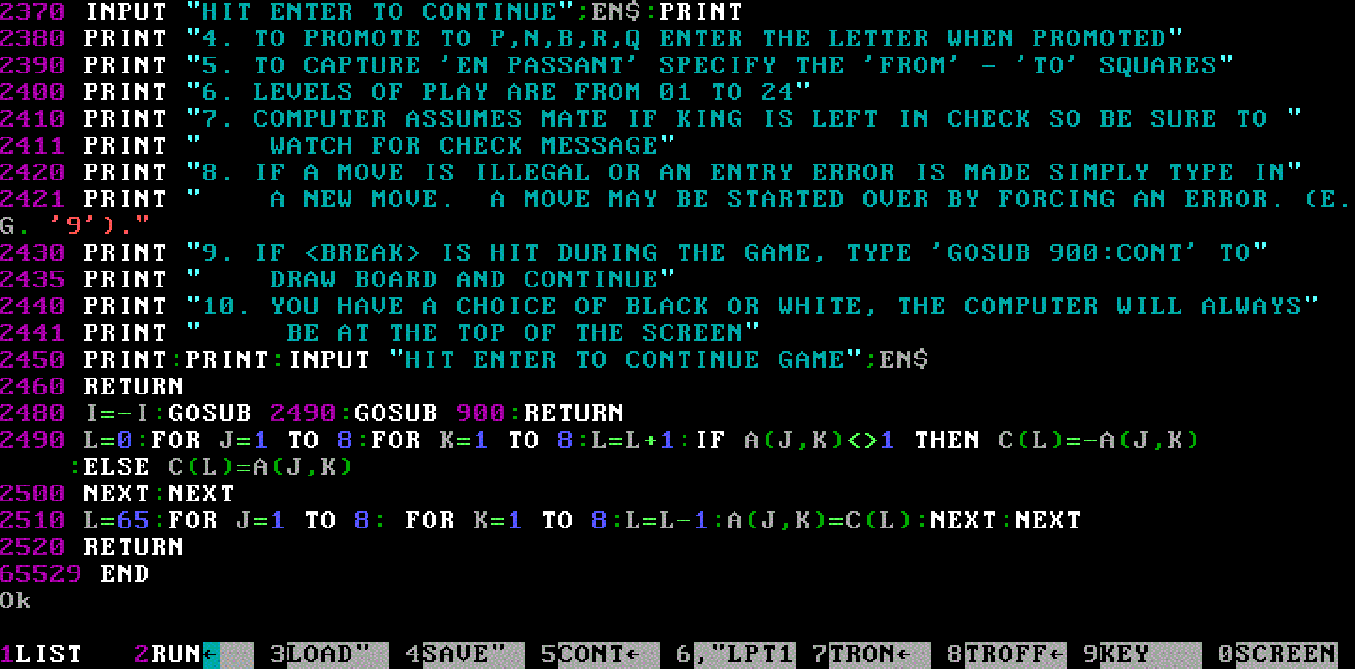 2370 INPUT "HIT ENTER TO CONTINUE";EN$:PRINT
2380 PRINT "4. TO PROMOTE TO P,N,B,R,Q ENTER THE LETTER WHEN PROMOTED"
2390 PRINT "5. TO CAPTURE 'EN PASSANT' SPECIFY THE 'FROM' - 'TO' SQUARES"
2400 PRINT "6. LEVELS OF PLAY ARE FROM 01 TO 24"
2410 PRINT "7. COMPUTER ASSUMES MATE IF KING IS LEFT IN CHECK SO BE SURE TO "
2411 PRINT "    WATCH FOR CHECK MESSAGE"
2420 PRINT "8. IF A MOVE IS ILLEGAL OR AN ENTRY ERROR IS MADE SIMPLY TYPE IN"
2421 PRINT "    A NEW MOVE.  A MOVE MAY BE STARTED OVER BY FORCING AN ERROR. (E.
G. '9')."
2430 PRINT "9. IF <BREAK> IS HIT DURING THE GAME, TYPE 'GOSUB 900:CONT' TO"
2435 PRINT "    DRAW BOARD AND CONTINUE"
2440 PRINT "10. YOU HAVE A CHOICE OF BLACK OR WHITE, THE COMPUTER WILL ALWAYS"
2441 PRINT "     BE AT THE TOP OF THE SCREEN"
2450 PRINT:PRINT:INPUT "HIT ENTER TO CONTINUE GAME";EN$
2460 RETURN
2480 I=-I:GOSUB 2490:GOSUB 900:RETURN
2490 L=0:FOR J=1 TO 8:FOR K=1 TO 8:L=L+1:IF A(J,K)<>1 THEN C(L)=-A(J,K)
:ELSE C(L)=A(J,K)
2500 NEXT:NEXT
2510 L=65:FOR J=1 TO 8: FOR K=1 TO 8:L=L-1:A(J,K)=C(L):NEXT:NEXT
2520 RETURN
65529 END
Ok
1LIST 2RUN← 3LOAD" 4SAVE" 5CONT← 6,"LPT1 7TRON← 8TROFF← 9KEY 0SCREEN